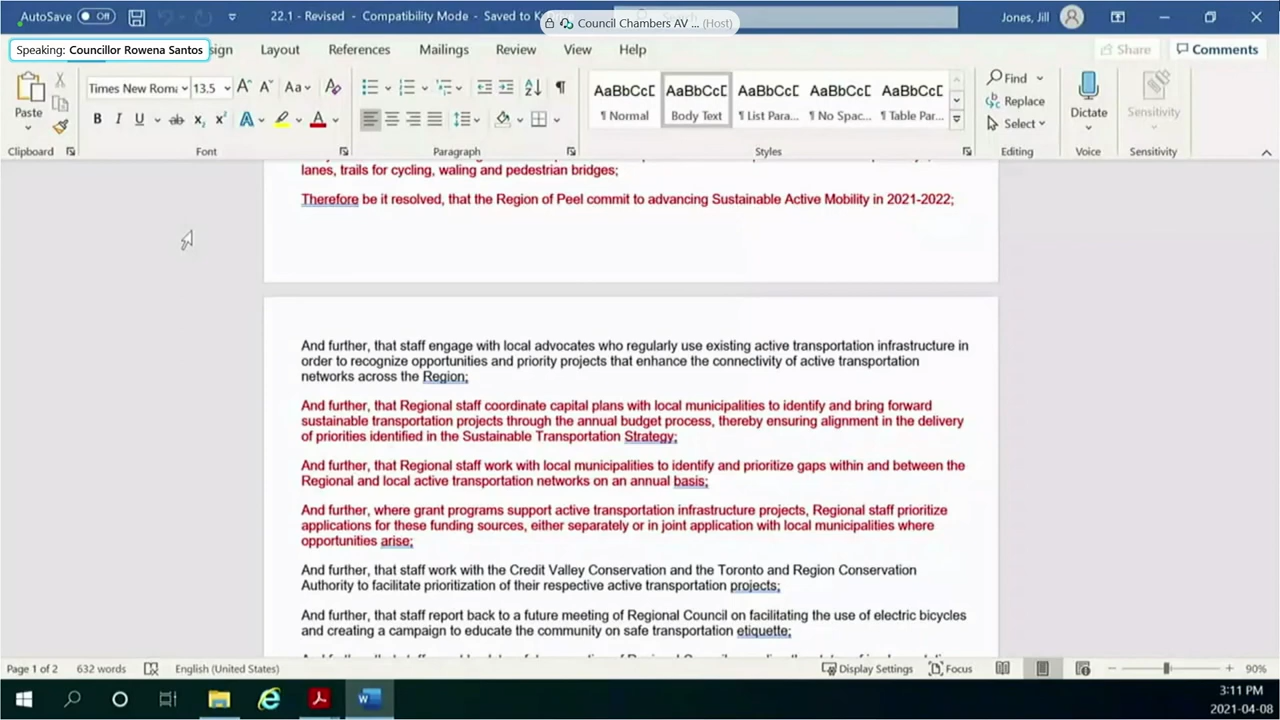 AutoSave Off 22.1 - Revised - Compatibility Mode - Saved to Council Chambers AV ... (Host) Jones, Jill
Speaking: Councillor Rowena Santos Layout References Mailings Review View Help Share Comments
Times New Roma 13.5 Aa
Paste
B I U ab x₂ x² A A A
AaBbCcD AaBbCcD AaBbCcD AaBbCcD AaBbCcD
¶ Normal Body Text ¶ List Para... ¶ No Spac... ¶ Table Par...
Find
Replace
Select
Dictate
Sensitivity
Clipboard Font Paragraph Styles Editing Voice Sensitivity
lanes, trails for cycling, waling and pedestrian bridges;
Therefore be it resolved, that the Region of Peel commit to advancing Sustainable Active Mobility in 2021-2022;
And further, that staff engage with local advocates who regularly use existing active transportation infrastructure in
order to recognize opportunities and priority projects that enhance the connectivity of active transportation
networks across the Region;
And further, that Regional staff coordinate capital plans with local municipalities to identify and bring forward
sustainable transportation projects through the annual budget process, thereby ensuring alignment in the delivery
of priorities identified in the Sustainable Transportation Strategy;
And further, that Regional staff work with local municipalities to identify and prioritize gaps within and between the
Regional and local active transportation networks on an annual basis;
And further, where grant programs support active transportation infrastructure projects, Regional staff prioritize
applications for these funding sources, either separately or in joint application with local municipalities where
opportunities arise;
And further, that staff work with the Credit Valley Conservation and the Toronto and Region Conservation
Authority to facilitate prioritization of their respective active transportation projects;
And further, that staff report back to a future meeting of Regional Council on facilitating the use of electric bicycles
and creating a campaign to educate the community on safe transportation etiquette;
Page 1 of 2 632 words English (United States) Display Settings Focus 90%
3:11 PM
2021-04-08